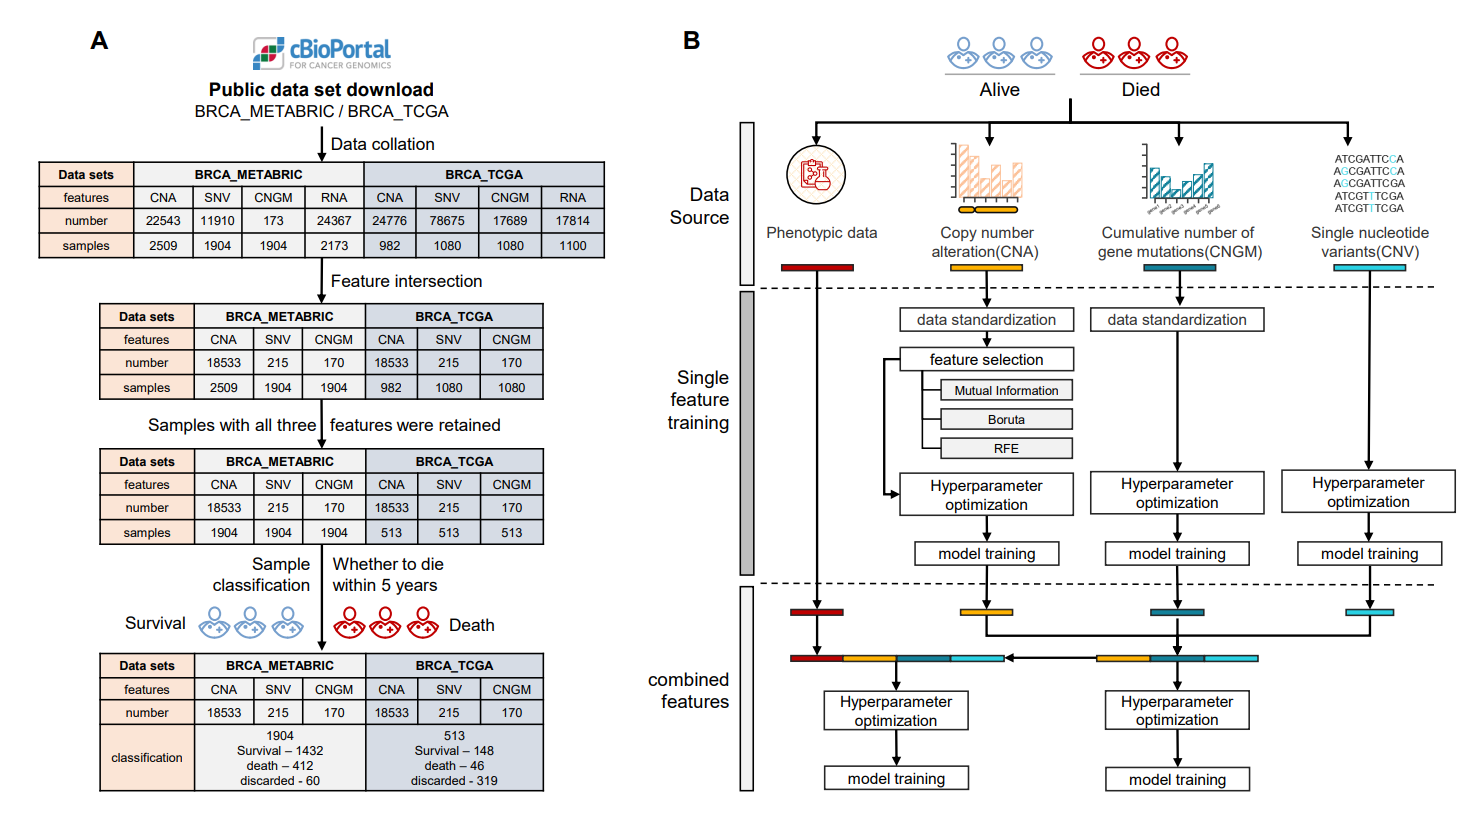 A
cBioPortal
FOR CANCER GENOMICS
Public data set download
BRCA_METABRIC / BRCA_TCGA
Data collation
Data sets BRCA_METABRIC BRCA_TCGA
features CNA SNV CNGM RNA CNA SNV CNGM RNA
number 22543 11910 173 24367 24776 78675 17689 17814
samples 2509 1904 1904 2173 982 1080 1080 1100
Feature intersection
Data sets BRCA_METABRIC BRCA_TCGA
features CNA SNV CNGM CNA SNV CNGM
number 18533 215 170 18533 215 170
samples 2509 1904 1904 982 1080 1080
Samples with all three features were retained
Data sets BRCA_METABRIC BRCA_TCGA
features CNA SNV CNGM CNA SNV CNGM
number 18533 215 170 18533 215 170
samples 1904 1904 1904 513 513 513
Sample
classification
Whether to die
within 5 years
Survival
Death
Data sets BRCA_METABRIC BRCA_TCGA
features CNA SNV CNGM CNA SNV CNGM
number 18533 215 170 18533 215 170
classification
1904
Survival – 1432
death – 412
discarded - 60
513
Survival – 148
death – 46
discarded - 319
B
Alive
Died
Data
Source
Phenotypic data
Copy number
alteration(CNA)
gene1 gene2 gene3 gene4 gene5 gene6
Cumulative number of
gene mutations(CNGM)
ATCGATTCCA
AGCGATTCCA
AGCGATTCGA
ATCGTTTCGA
ATCGTTTCGA
Single nucleotide
variants(CNV)
Single
feature
training
data standardization
feature selection
Mutual Information
Boruta
RFE
Hyperparameter
optimization
model training
data standardization
Hyperparameter
optimization
model training
Hyperparameter
optimization
model training
combined
features
Hyperparameter
optimization
model training
Hyperparameter
optimization
model training